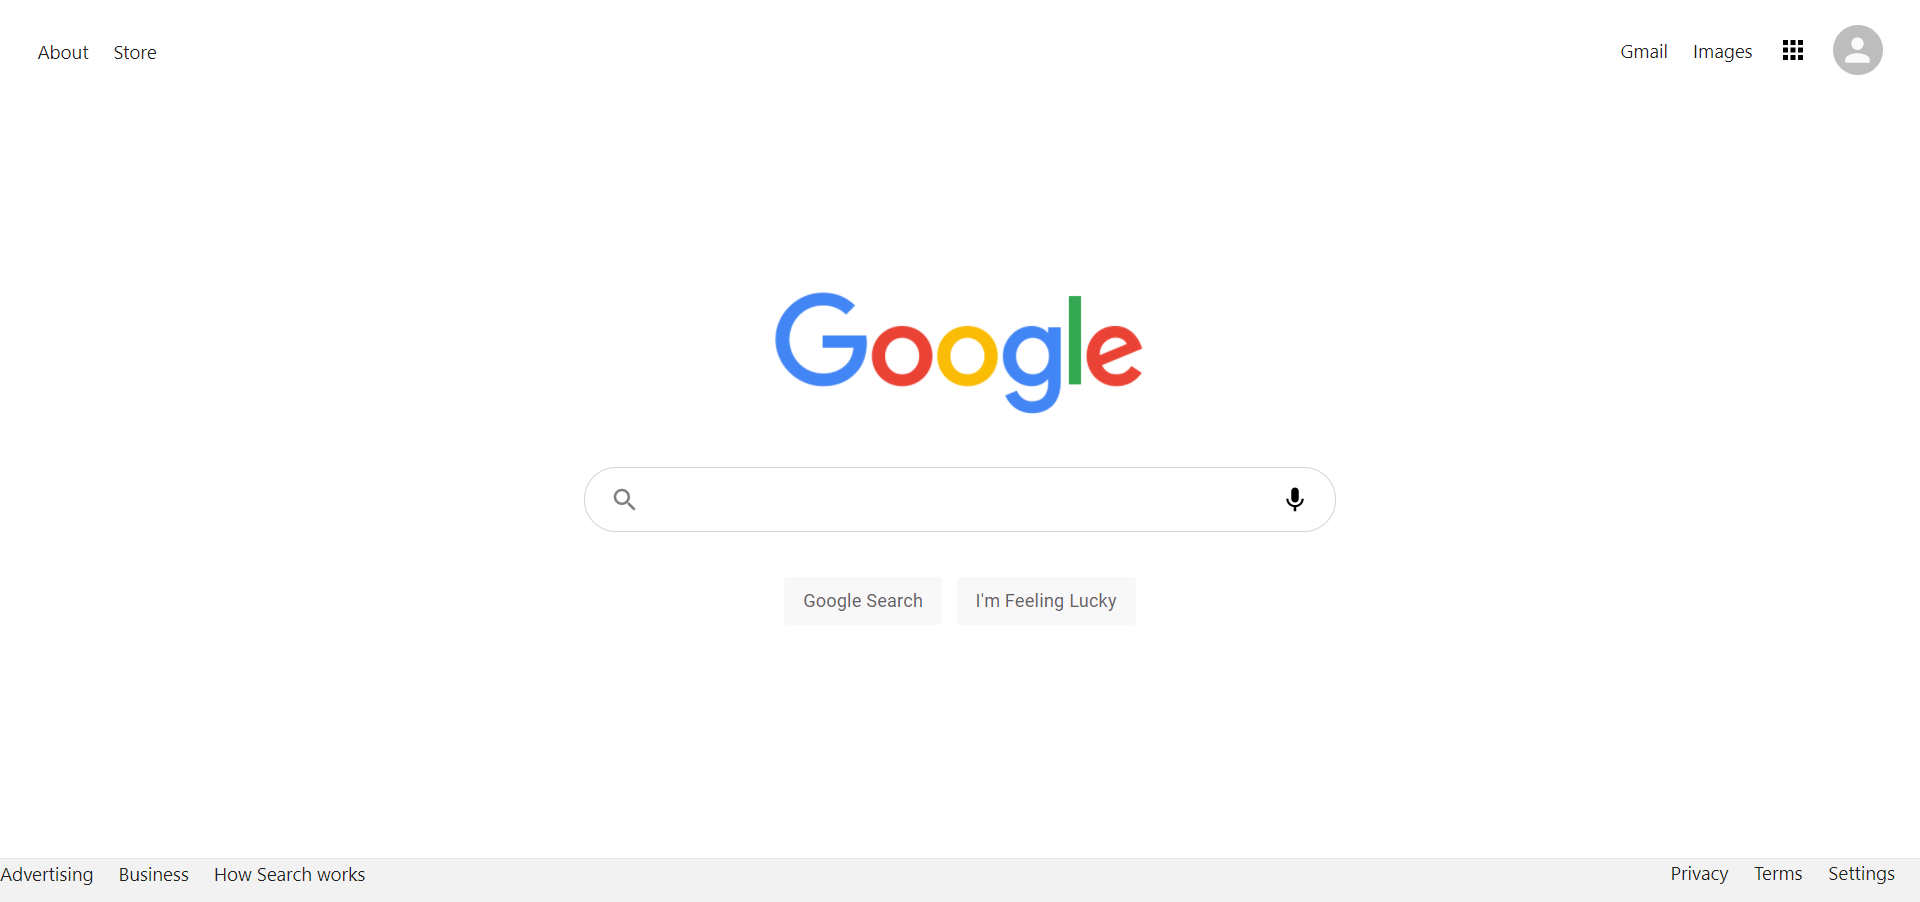 About Store Gmail Images
Google
Google Search I'm Feeling Lucky
Advertising Business How Search works Privacy Terms Settings